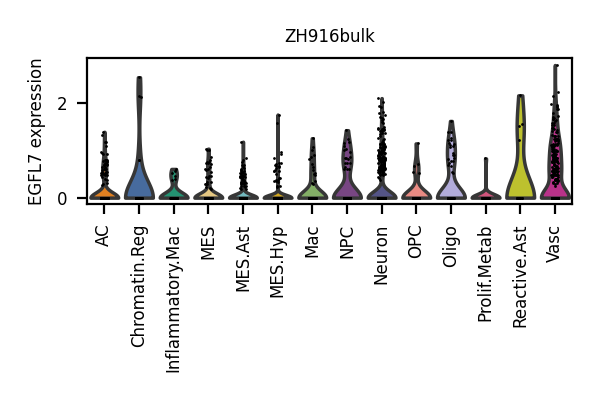 ZH916bulk
EGFL7 expression
2
0
AC
Chromatin.Reg
Inflammatory.Mac
MES
MES.Ast
MES.Hyp
Mac
NPC
Neuron
OPC
Oligo
Prolif.Metab
Reactive.Ast
Vasc